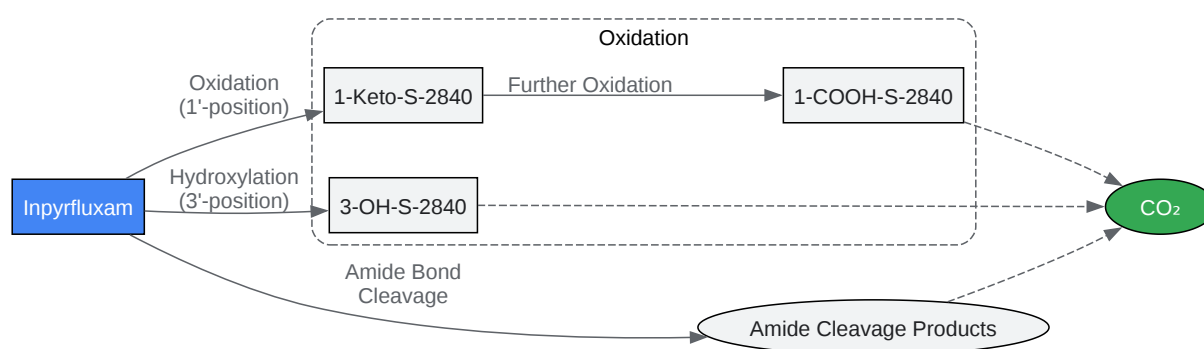 Oxidation
Oxidation
(1'-position)
1-Keto-S-2840
Further Oxidation
1-COOH-S-2840
Inpyrfluxam
Hydroxylation
(3'-position)
3-OH-S-2840
CO₂
Amide Bond
Cleavage
Amide Cleavage Products